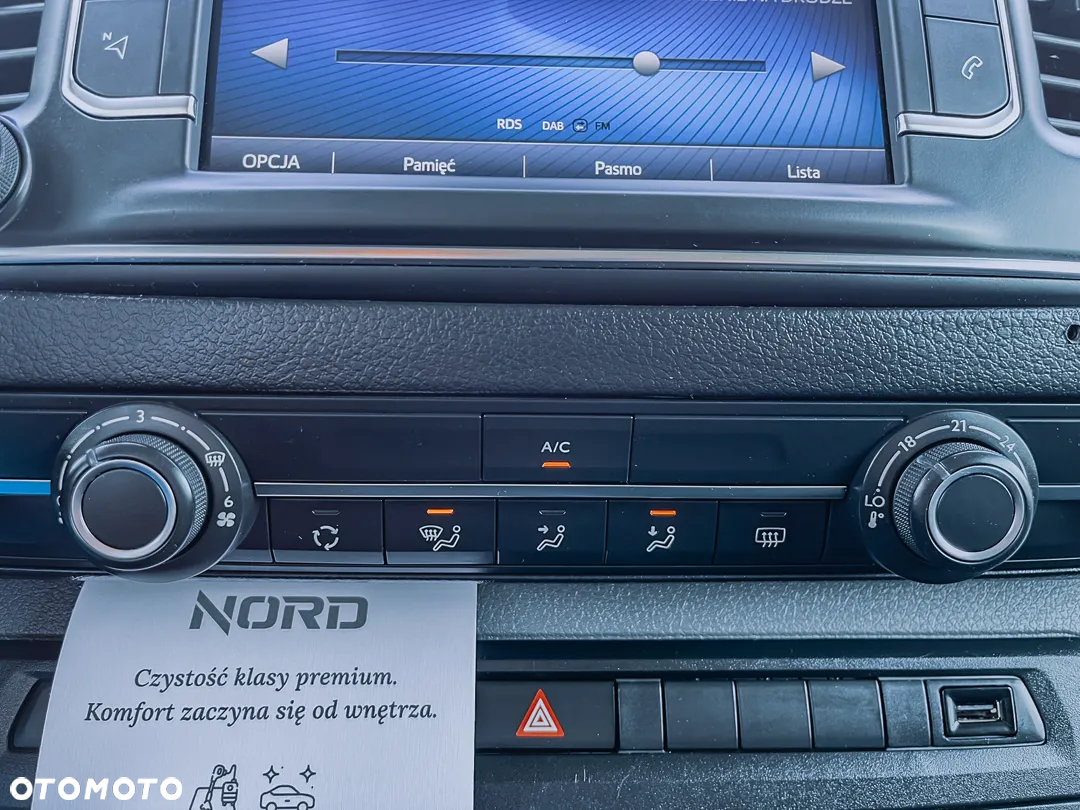 N
RDS DAB FM
OPCJA Pamięć Pasmo Lista
3
6
A/C
18 21 24
LO
NORD
Czystość klasy premium.
Komfort zaczyna się od wnętrza.
OTOMOTO